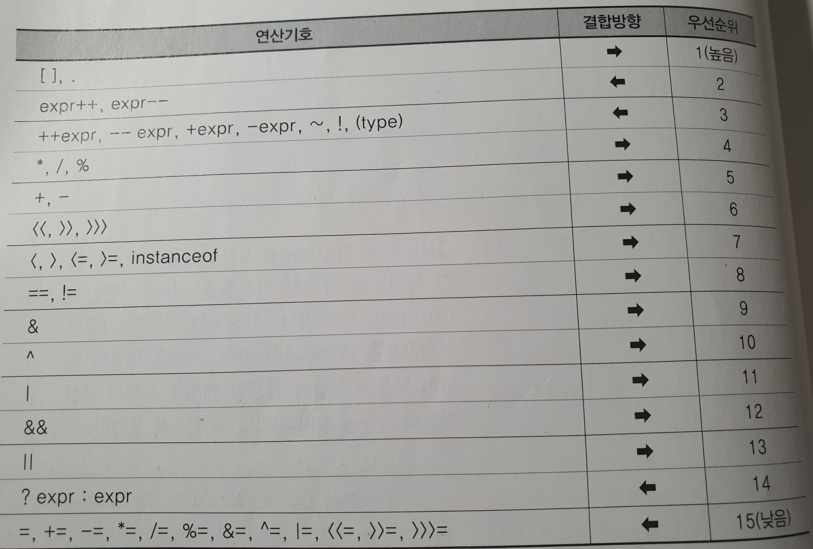 연산기호 결합방향 우선순위
[ ], . ➡ 1(높음)
expr++, expr-- ⬅ 2
++expr, -- expr, +expr, -expr, ~, !, (type) ⬅ 3
*, /, % ➡ 4
+, - ➡ 5
〈〈, 〉〉, 〉〉〉 ➡ 6
〈, 〉, 〈=, 〉=, instanceof ➡ 7
==, != ➡ 8
& ➡ 9
^ ➡ 10
| ➡ 11
&& ➡ 12
|| ➡ 13
? expr : expr ⬅ 14
=, +=, -=, *=, /=, %=, &=, ^=, |=, 〈〈=, 〉〉=, 〉〉〉= ⬅ 15(낮음)